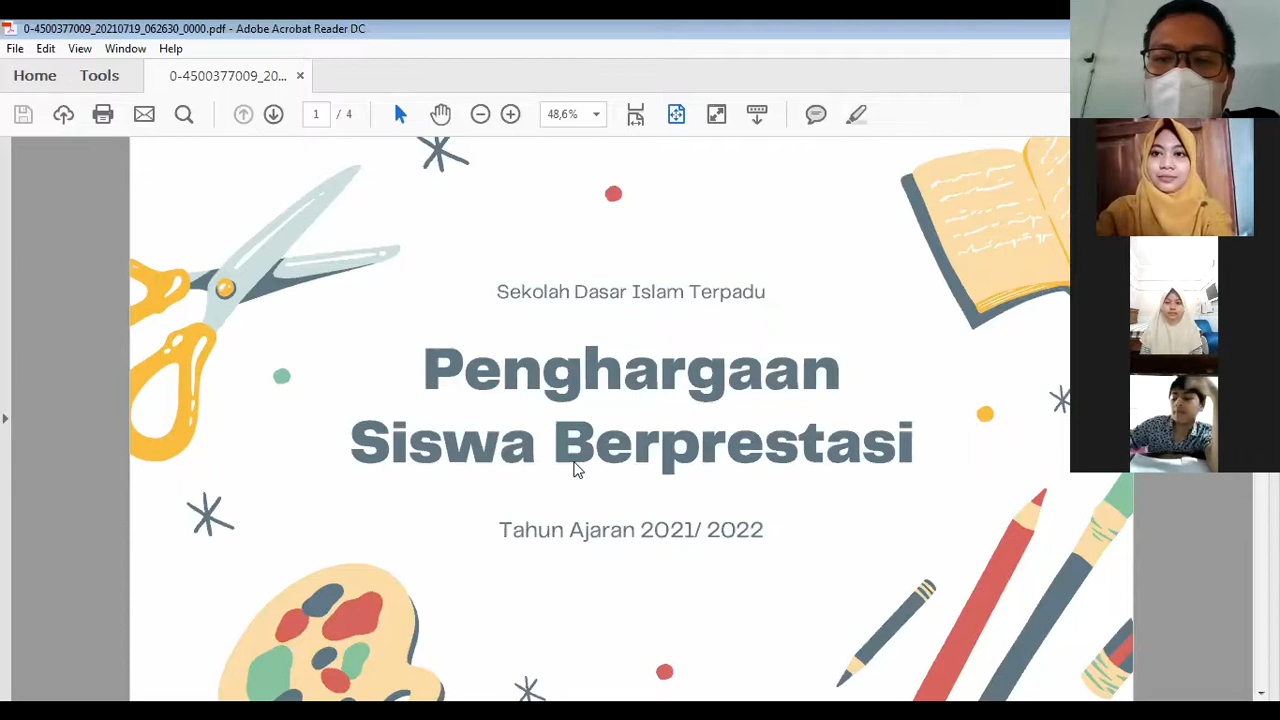 0-4500377009_20210719_062630_0000.pdf - Adobe Acrobat Reader DC
File Edit View Window Help
Home Tools 0-4500377009_20... ×
1 / 4 48,6%
Sekolah Dasar Islam Terpadu
Penghargaan
Siswa Berprestasi
Tahun Ajaran 2021/ 2022